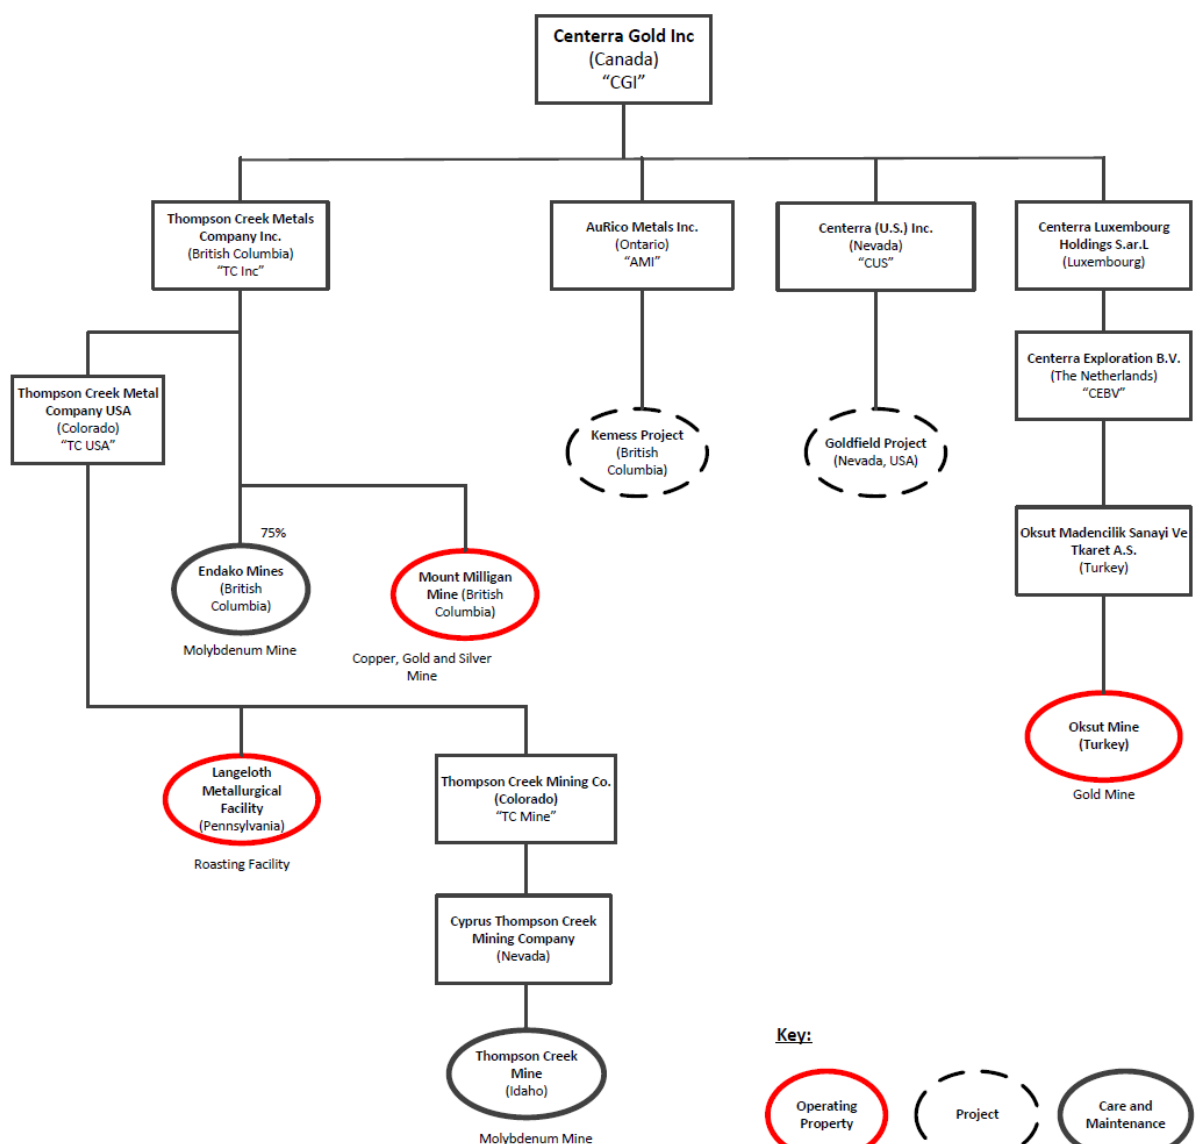 Centerra Gold Inc
(Canada)
“CGI”
Thompson Creek Metals
Company Inc.
(British Columbia)
“TC Inc”
AuRico Metals Inc.
(Ontario)
“AMI”
Centerra (U.S.) Inc.
(Nevada)
“CUS”
Centerra Luxembourg
Holdings S.ar.L
(Luxembourg)
Thompson Creek Metal
Company USA
(Colorado)
“TC USA”
Centerra Exploration B.V.
(The Netherlands)
“CEBV”
Kemess Project
(British
Columbia)
Goldfield Project
(Nevada, USA)
75%
Endako Mines
(British
Columbia)
Molybdenum Mine
Mount Milligan
Mine (British
Columbia)
Copper, Gold and Silver
Mine
Oksut Madencilik Sanayi Ve
Tkaret A.S.
(Turkey)
Oksut Mine
(Turkey)
Gold Mine
Langeloth
Metallurgical
Facility
(Pennsylvania)
Roasting Facility
Thompson Creek Mining Co.
(Colorado)
“TC Mine”
Cyprus Thompson Creek
Mining Company
(Nevada)
Thompson Creek
Mine
(Idaho)
Molybdenum Mine
Key:
Operating
Property
Project
Care and
Maintenance